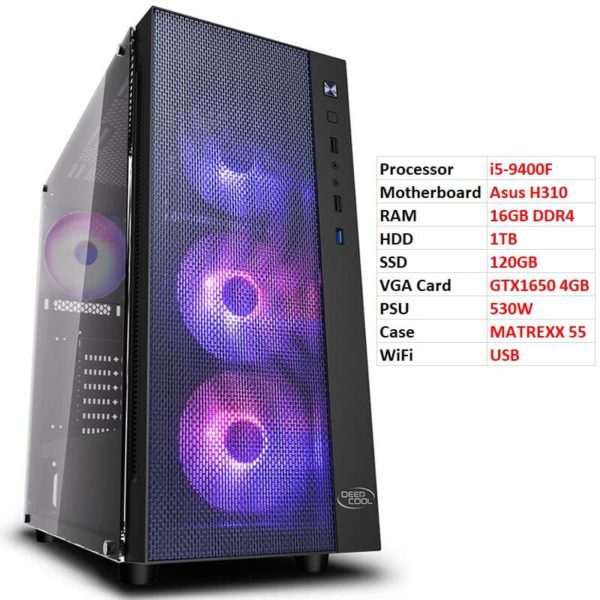 Processor i5-9400F
Motherboard Asus H310
RAM 16GB DDR4
HDD 1TB
SSD 120GB
VGA Card GTX1650 4GB
PSU 530W
Case MATREXX 55
WiFi USB
DEEP
COOL